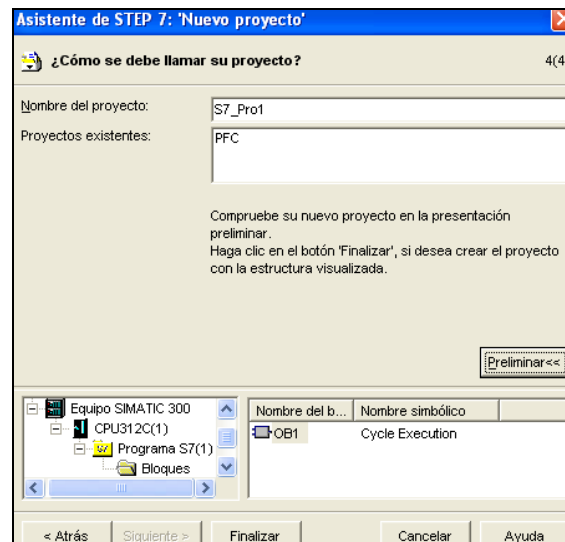 Asistente de STEP 7: 'Nuevo proyecto'
¿Cómo se debe llamar su proyecto?
4(4
Nombre del proyecto:
S7_Pro1
Proyectos existentes:
PFC
Compruebe su nuevo proyecto en la presentación
preliminar.
Haga clic en el botón 'Finalizar', si desea crear el proyecto
con la estructura visualizada.
Preliminar<<
Equipo SIMATIC 300
CPU312C(1)
Programa S7(1)
Bloques
Nombre del b... Nombre simbólico
OB1 Cycle Execution
< Atrás Siguiente > Finalizar Cancelar Ayuda